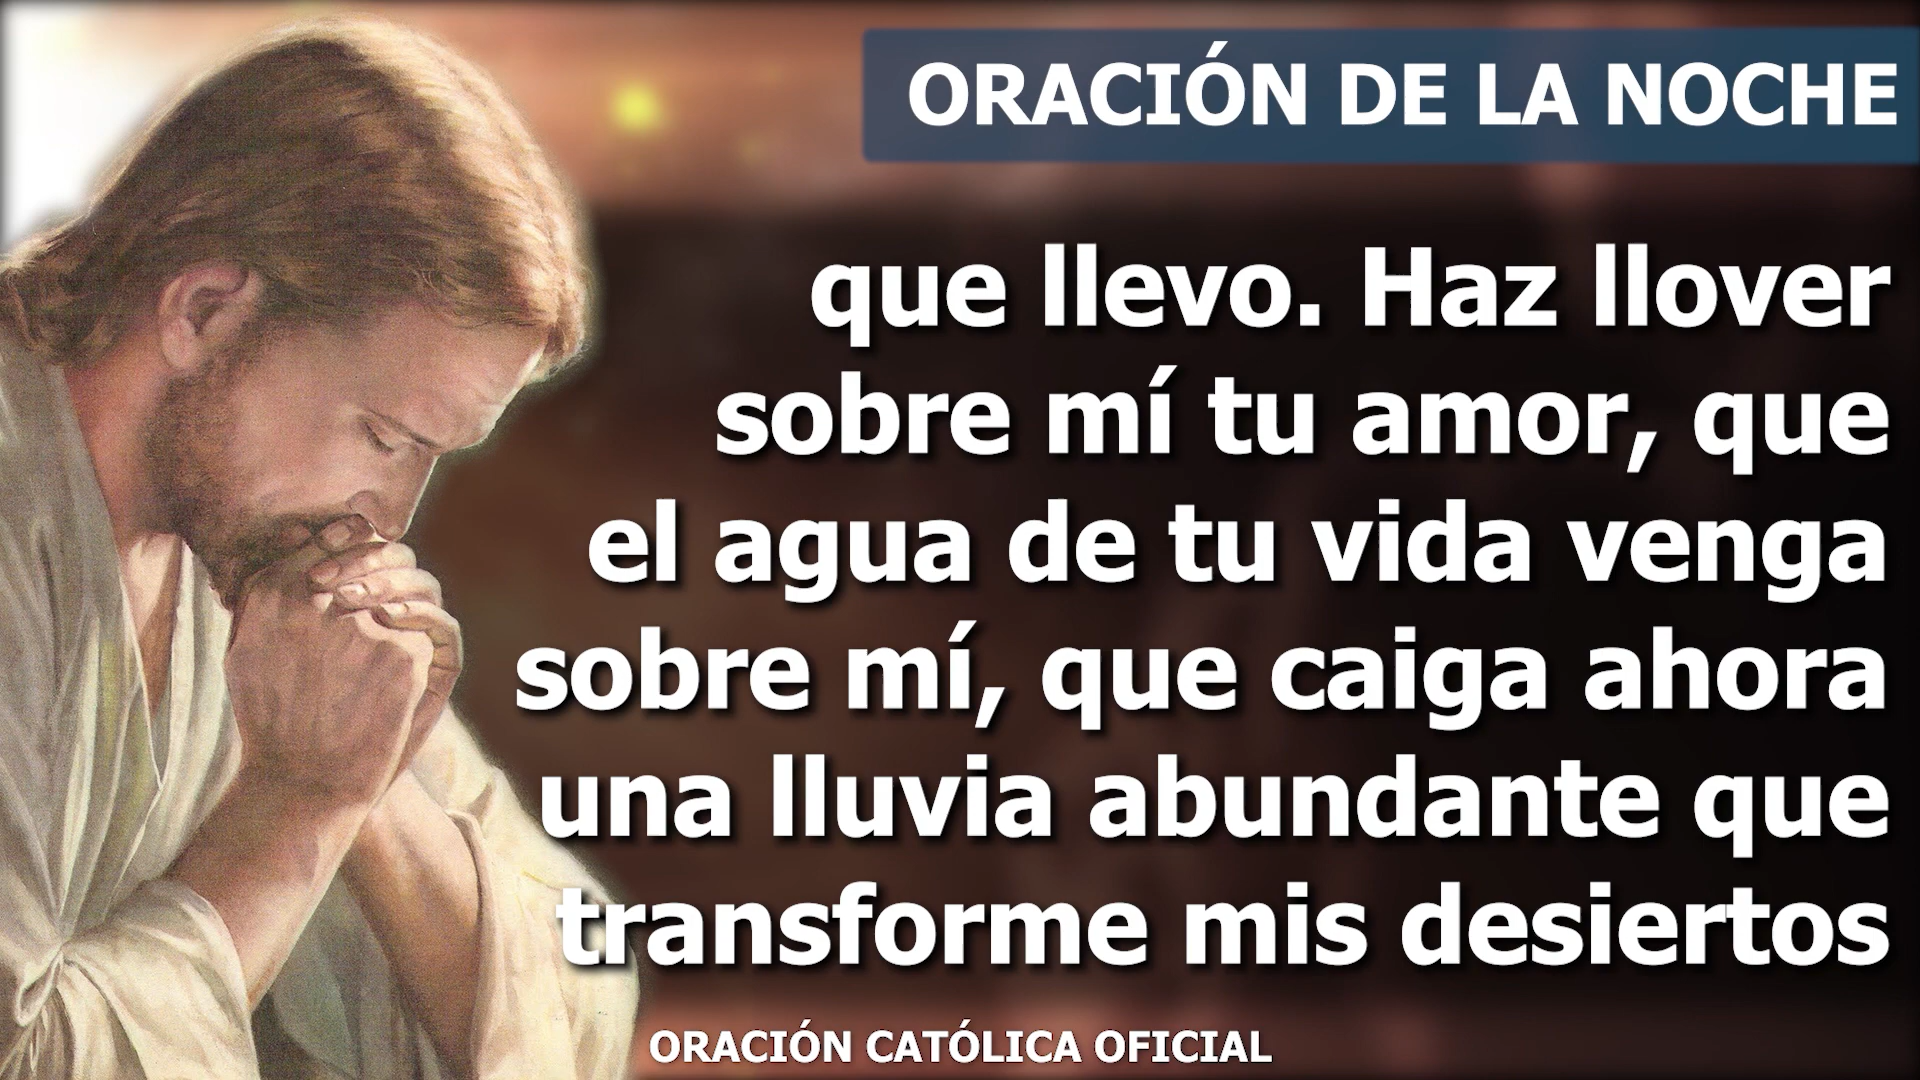 ORACIÓN DE LA NOCHE
que llevo. Haz llover
sobre mí tu amor, que
el agua de tu vida venga
sobre mí, que caiga ahora
una lluvia abundante que
transforme mis desiertos
ORACIÓN CATÓLICA OFICIAL